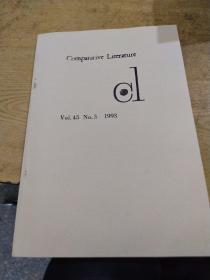 Comparative Literature
cl
Vol. 45 No. 3 1993